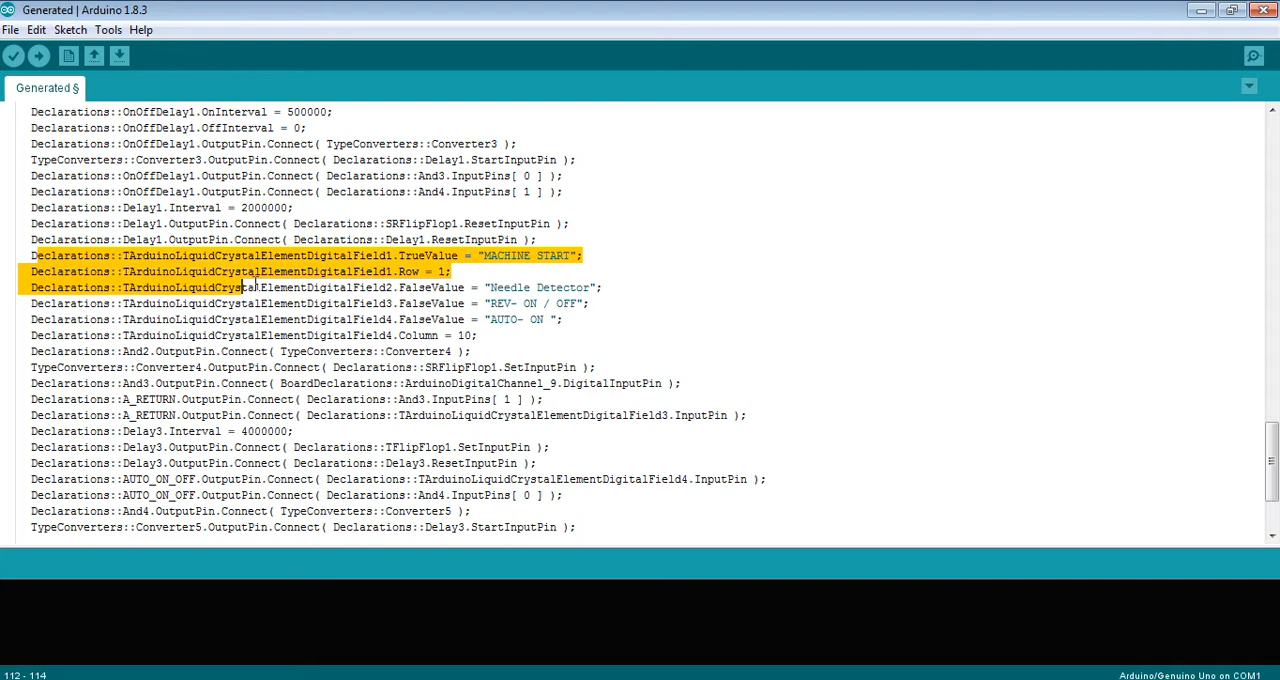 Generated | Arduino 1.8.3
File Edit Sketch Tools Help
Generated §
Declarations::OnOffDelay1.OnInterval = 500000;
Declarations::OnOffDelay1.OffInterval = 0;
Declarations::OnOffDelay1.OutputPin.Connect( TypeConverters::Converter3 );
TypeConverters::Converter3.OutputPin.Connect( Declarations::Delay1.StartInputPin );
Declarations::OnOffDelay1.OutputPin.Connect( Declarations::And3.InputPins[ 0 ] );
Declarations::OnOffDelay1.OutputPin.Connect( Declarations::And4.InputPins[ 1 ] );
Declarations::Delay1.Interval = 2000000;
Declarations::Delay1.OutputPin.Connect( Declarations::SRFlipFlop1.ResetInputPin );
Declarations::Delay1.OutputPin.Connect( Declarations::Delay1.ResetInputPin );
Declarations::TArduinoLiquidCrystalElementDigitalField1.TrueValue = "MACHINE START";
Declarations::TArduinoLiquidCrystalElementDigitalField1.Row = 1;
Declarations::TArduinoLiquidCrystalElementDigitalField2.FalseValue = "Needle Detector";
Declarations::TArduinoLiquidCrystalElementDigitalField3.FalseValue = "REV- ON / OFF";
Declarations::TArduinoLiquidCrystalElementDigitalField4.FalseValue = "AUTO- ON ";
Declarations::TArduinoLiquidCrystalElementDigitalField4.Column = 10;
Declarations::And2.OutputPin.Connect( TypeConverters::Converter4 );
TypeConverters::Converter4.OutputPin.Connect( Declarations::SRFlipFlop1.SetInputPin );
Declarations::And3.OutputPin.Connect( BoardDeclarations::ArduinoDigitalChannel_9.DigitalInputPin );
Declarations::A_RETURN.OutputPin.Connect( Declarations::And3.InputPins[ 1 ] );
Declarations::A_RETURN.OutputPin.Connect( Declarations::TArduinoLiquidCrystalElementDigitalField3.InputPin );
Declarations::Delay3.Interval = 4000000;
Declarations::Delay3.OutputPin.Connect( Declarations::TFlipFlop1.SetInputPin );
Declarations::Delay3.OutputPin.Connect( Declarations::Delay3.ResetInputPin );
Declarations::AUTO_ON_OFF.OutputPin.Connect( Declarations::TArduinoLiquidCrystalElementDigitalField4.InputPin );
Declarations::AUTO_ON_OFF.OutputPin.Connect( Declarations::And4.InputPins[ 0 ] );
Declarations::And4.OutputPin.Connect( TypeConverters::Converter5 );
TypeConverters::Converter5.OutputPin.Connect( Declarations::Delay3.StartInputPin );
112 - 114
Arduino/Genuino Uno on COM1